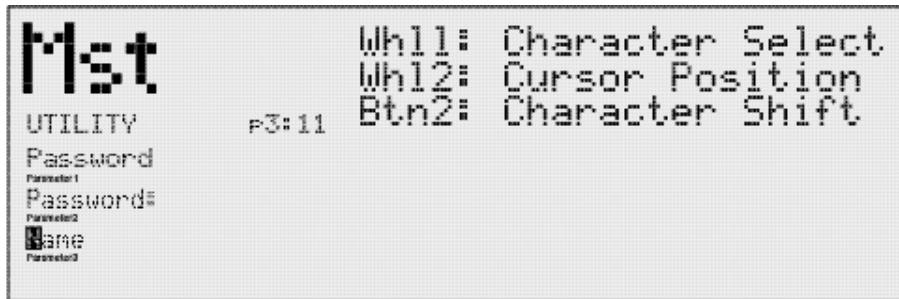 Mst
Whl1: Character Select
Whl2: Cursor Position
Btn2: Character Shift
UTILITY p3:11
Password
Parameter1
Password:
Parameter2
Name
Parameter3